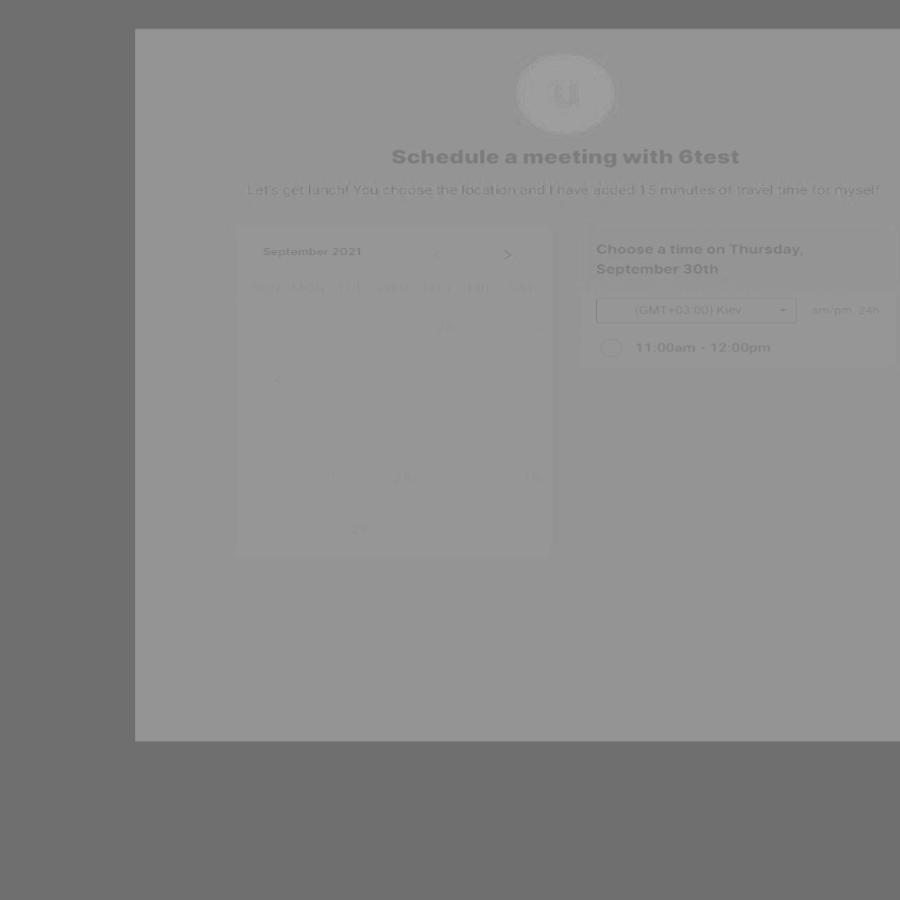 u
Schedule a meeting with 6test
Let's get lunch! You choose the location and I have added 15 minutes of travel time for myself
September 2021 < >
SUN MON TUE WED THU FRI SAT
Choose a time on Thursday,
September 30th
(GMT+03:00) Kiev
am/pm 24h
11:00am - 12:00pm